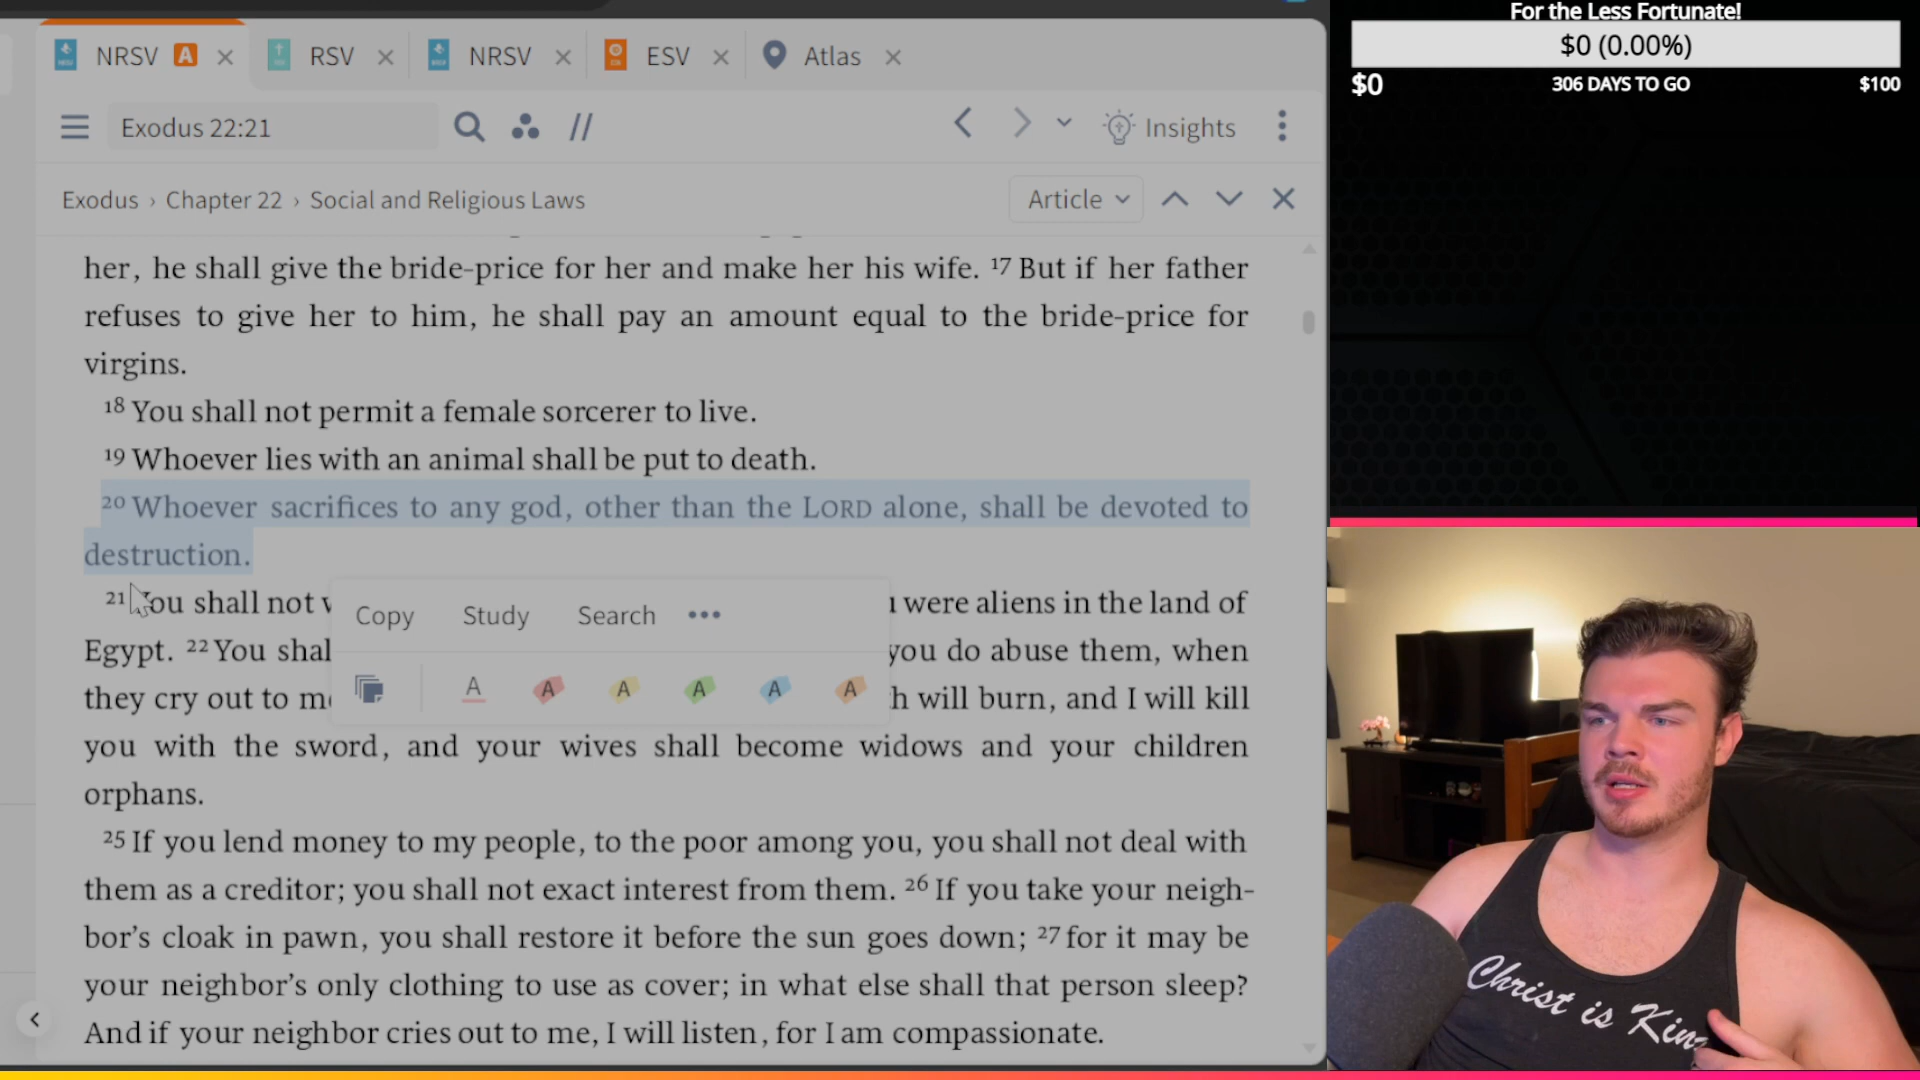 NRSV A
RSV
NRSV
ESV
Atlas
Exodus 22:21
Insights
Exodus › Chapter 22 › Social and Religious Laws
Article
her, he shall give the bride-price for her and make her his wife. 17 But if her father
refuses to give her to him, he shall pay an amount equal to the bride-price for
virgins.
18 You shall not permit a female sorcerer to live.
19 Whoever lies with an animal shall be put to death.
20 Whoever sacrifices to any god, other than the LORD alone, shall be devoted to
destruction.
21 You shall not were aliens in the land of
Egypt. 22 You you do abuse them, when
they cry out to will burn, and I will kill
you with the sword, and your wives shall become widows and your children
orphans.
25 If you lend money to my people, to the poor among you, you shall not deal with
them as a creditor; you shall not exact interest from them. 26 If you take your neigh-
bor's cloak in pawn, you shall restore it before the sun goes down; 27 for it may be
your neighbor's only clothing to use as cover; in what else shall that person sleep?
And if your neighbor cries out to me, I will listen, for I am compassionate.
Copy Study Search •••
A A A A A A
For the Less Fortunate!
$0 (0.00%)
$0 306 DAYS TO GO $100
Christ is King